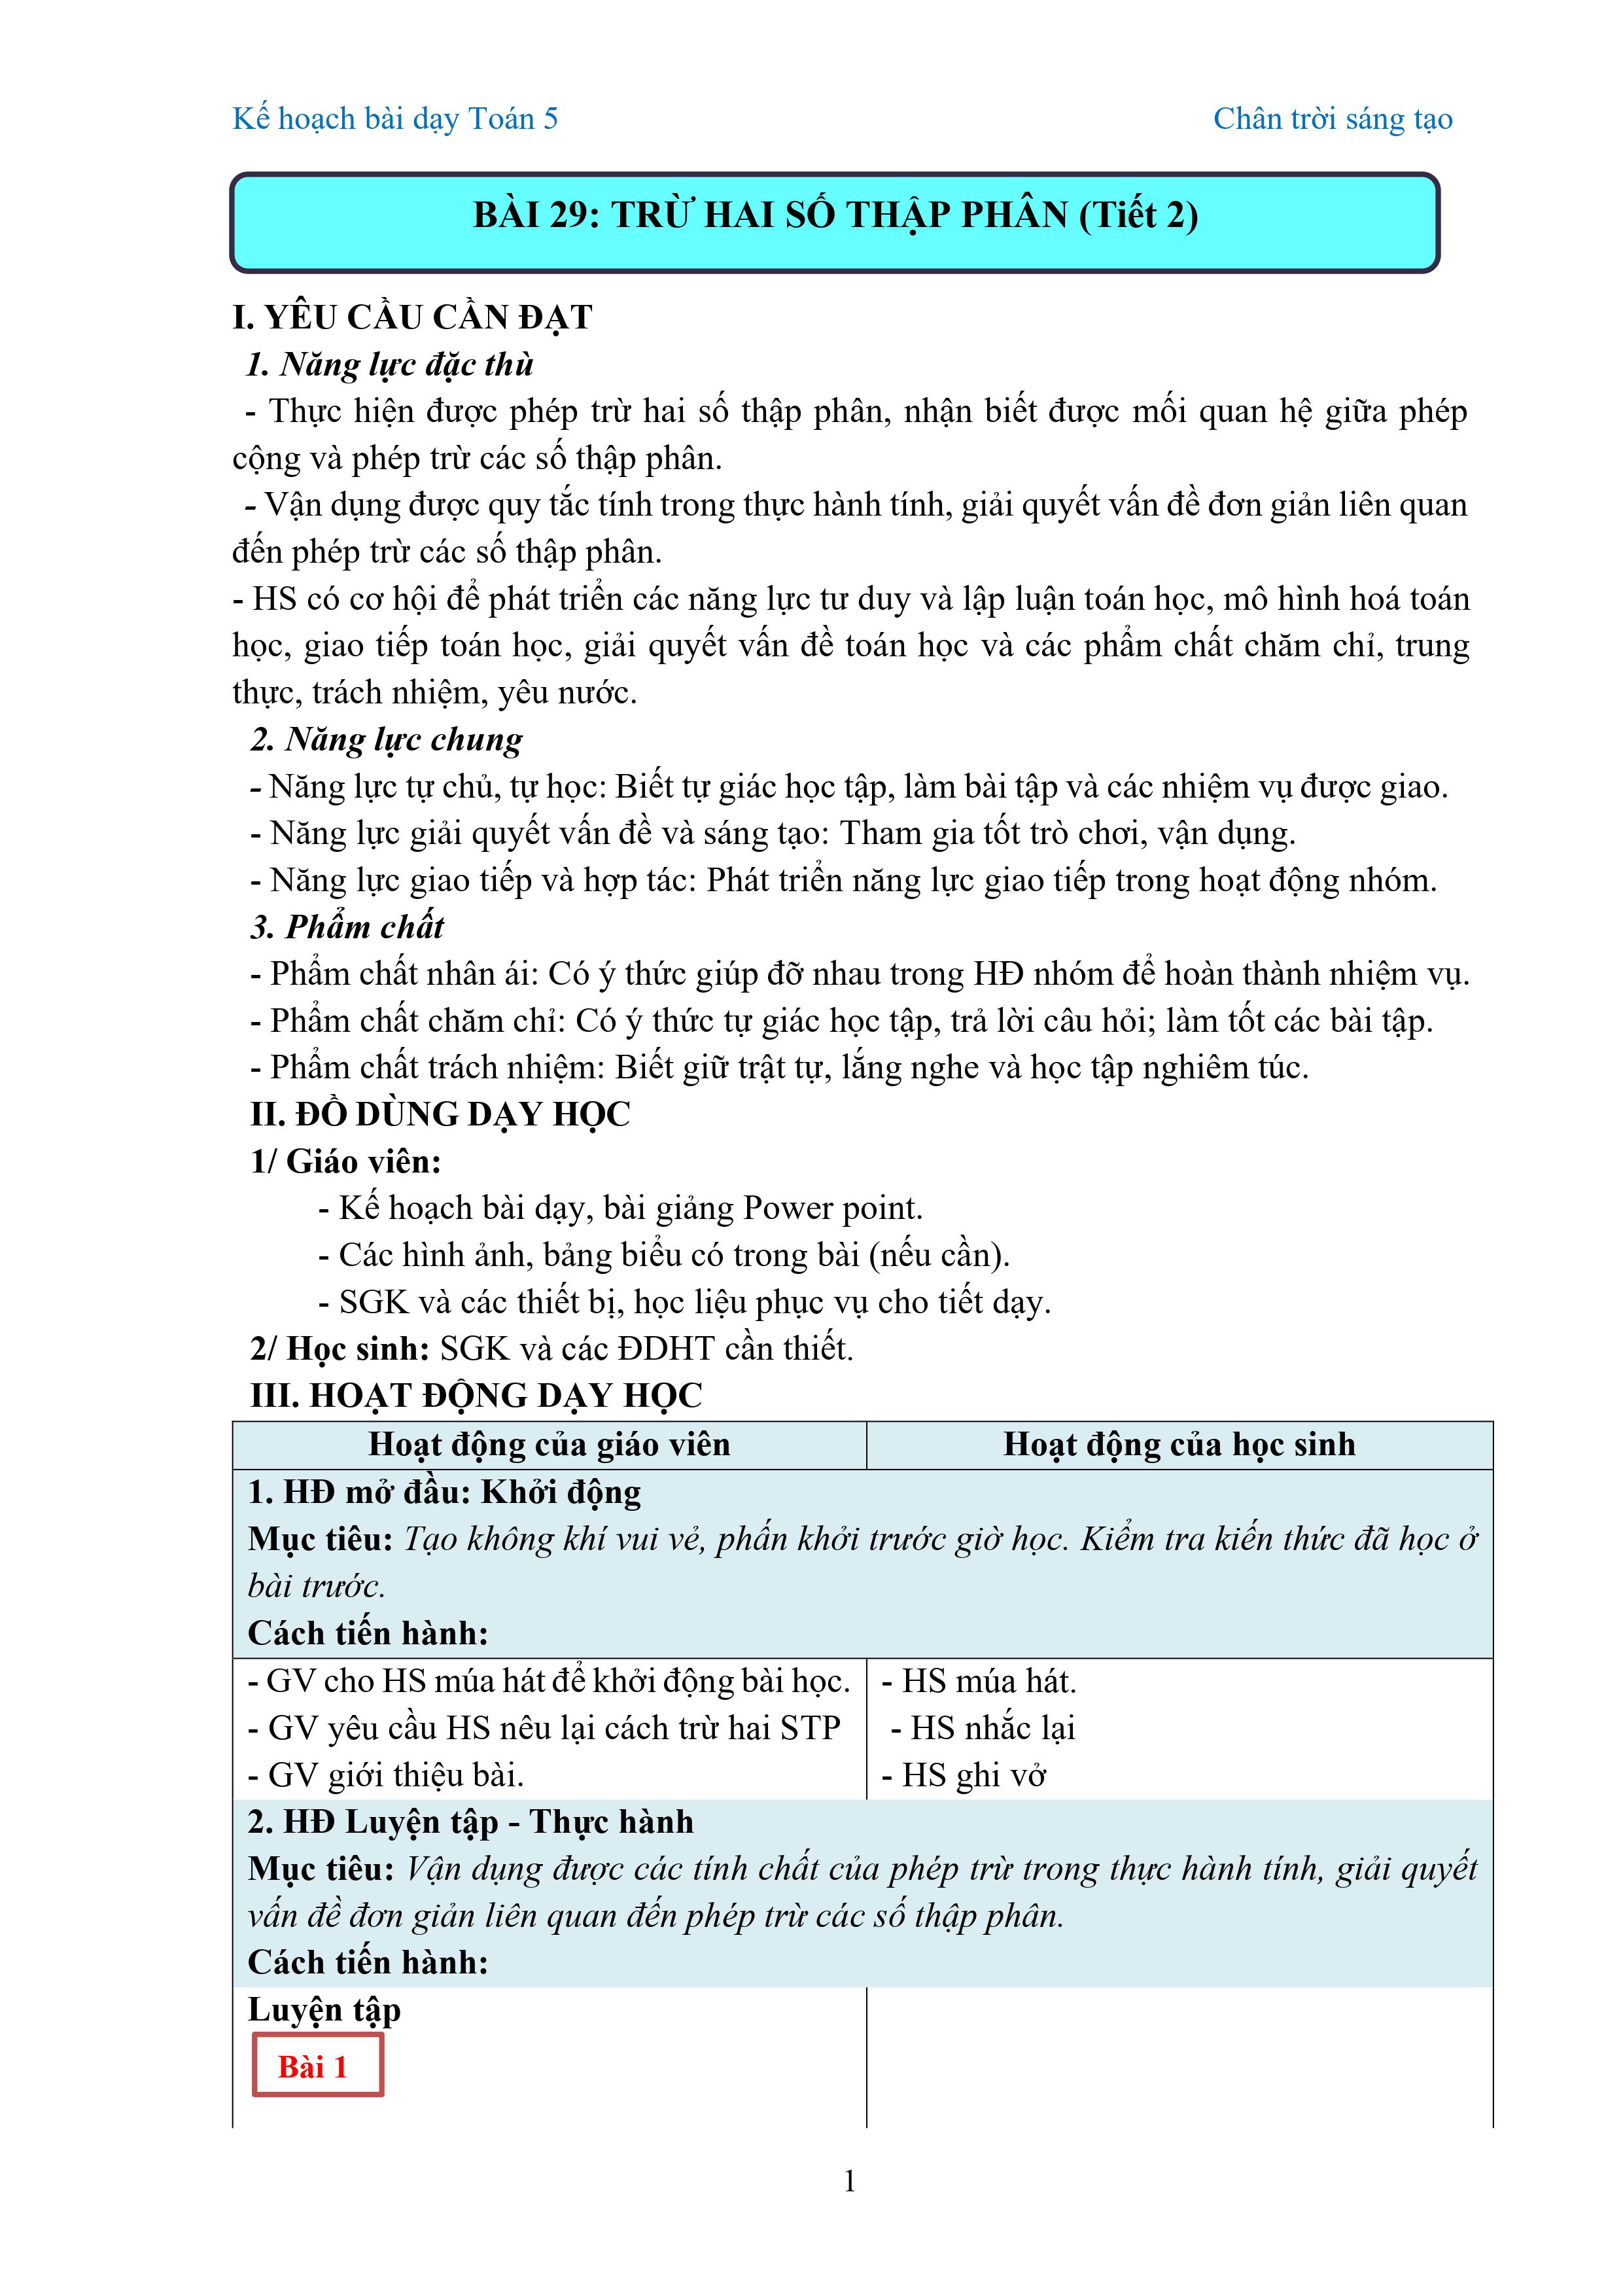 Kế hoạch bài dạy Toán 5
Chân trời sáng tạo
BÀI 29: TRỪ HAI SỐ THẬP PHÂN (Tiết 2)
I. YÊU CẦU CẦN ĐẠT
1. Năng lực đặc thù
- Thực hiện được phép trừ hai số thập phân, nhận biết được mối quan hệ giữa phép
cộng và phép trừ các số thập phân.
- Vận dụng được quy tắc tính trong thực hành tính, giải quyết vấn đề đơn giản liên quan
đến phép trừ các số thập phân.
- HS có cơ hội để phát triển các năng lực tư duy và lập luận toán học, mô hình hoá toán
học, giao tiếp toán học, giải quyết vấn đề toán học và các phẩm chất chăm chỉ, trung
thực, trách nhiệm, yêu nước.
2. Năng lực chung
- Năng lực tự chủ, tự học: Biết tự giác học tập, làm bài tập và các nhiệm vụ được giao.
- Năng lực giải quyết vấn đề và sáng tạo: Tham gia tốt trò chơi, vận dụng.
- Năng lực giao tiếp và hợp tác: Phát triển năng lực giao tiếp trong hoạt động nhóm.
3. Phẩm chất
- Phẩm chất nhân ái: Có ý thức giúp đỡ nhau trong HĐ nhóm để hoàn thành nhiệm vụ.
- Phẩm chất chăm chỉ: Có ý thức tự giác học tập, trả lời câu hỏi; làm tốt các bài tập.
- Phẩm chất trách nhiệm: Biết giữ trật tự, lắng nghe và học tập nghiêm túc.
II. ĐỒ DÙNG DẠY HỌC
1/ Giáo viên:
- Kế hoạch bài dạy, bài giảng Power point.
- Các hình ảnh, bảng biểu có trong bài (nếu cần).
- SGK và các thiết bị, học liệu phục vụ cho tiết dạy.
2/ Học sinh: SGK và các ĐDHT cần thiết.
III. HOẠT ĐỘNG DẠY HỌC
Hoạt động của giáo viên
Hoạt động của học sinh
1. HĐ mở đầu: Khởi động
Mục tiêu: Tạo không khí vui vẻ, phấn khởi trước giờ học. Kiểm tra kiến thức đã học ở
bài trước.
Cách tiến hành:
- GV cho HS múa hát để khởi động bài học.
- GV yêu cầu HS nêu lại cách trừ hai STP
- GV giới thiệu bài.
- HS múa hát.
- HS nhắc lại
- HS ghi vở
2. HĐ Luyện tập - Thực hành
Mục tiêu: Vận dụng được các tính chất của phép trừ trong thực hành tính, giải quyết
vấn đề đơn giản liên quan đến phép trừ các số thập phân.
Cách tiến hành:
Luyện tập
Bài 1
1